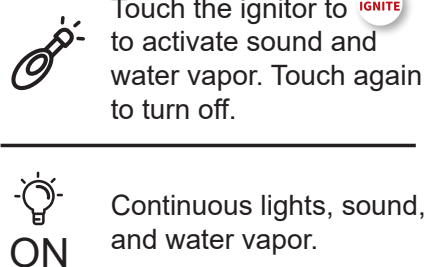 Touch the ignitor to IGNITE
to activate sound and
water vapor. Touch again
to turn off.
ON
Continuous lights, sound,
and water vapor.